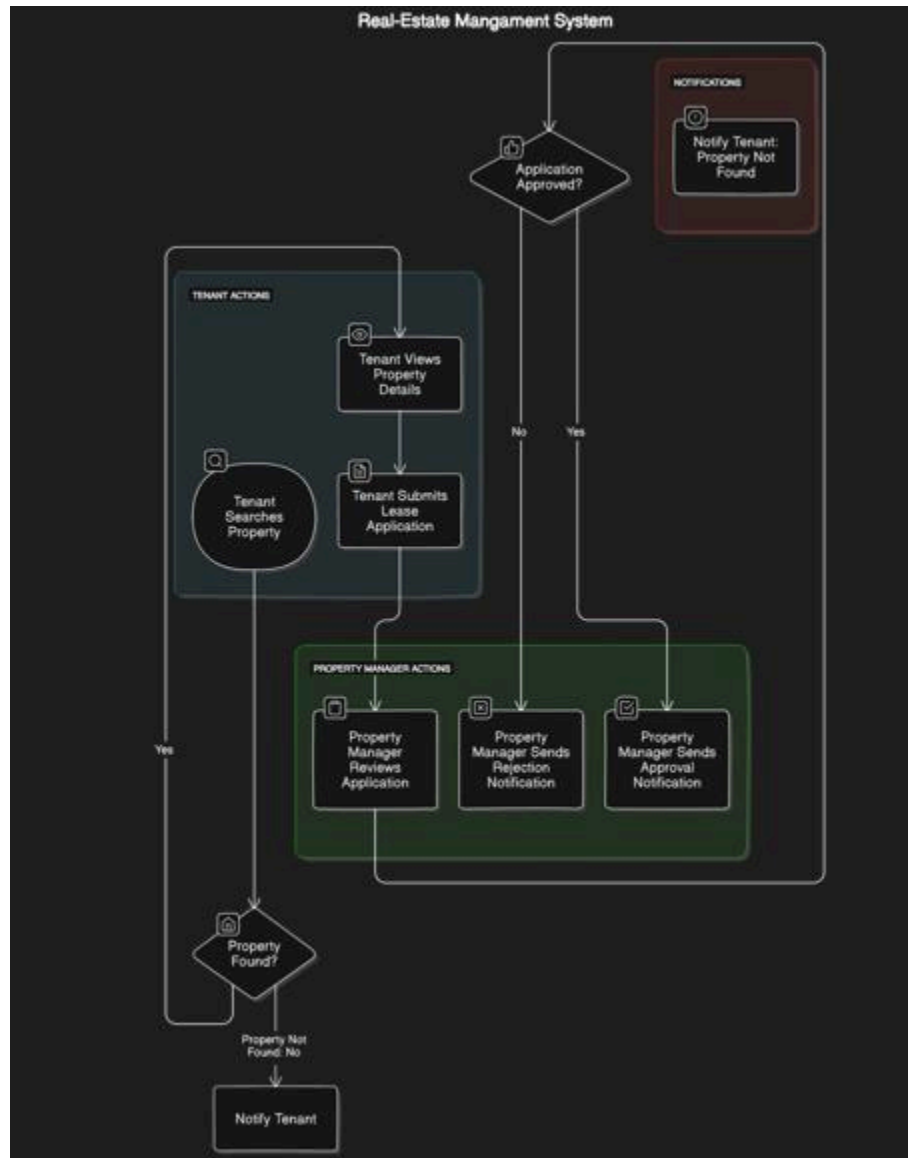 Real-Estate Mangament System
NOTIFICATIONS
Notify Tenant:
Property Not
Found
Application
Approved?
TENANT ACTIONS
Tenant Views
Property
Details
No
Yes
Tenant
Searches
Property
Tenant Submits
Lease
Application
PROPERTY MANAGER ACTIONS
Property
Manager
Reviews
Application
Property
Manager Sends
Rejection
Notification
Property
Manager Sends
Approval
Notification
Yes
Property
Found?
Property Not
Found: No
Notify Tenant